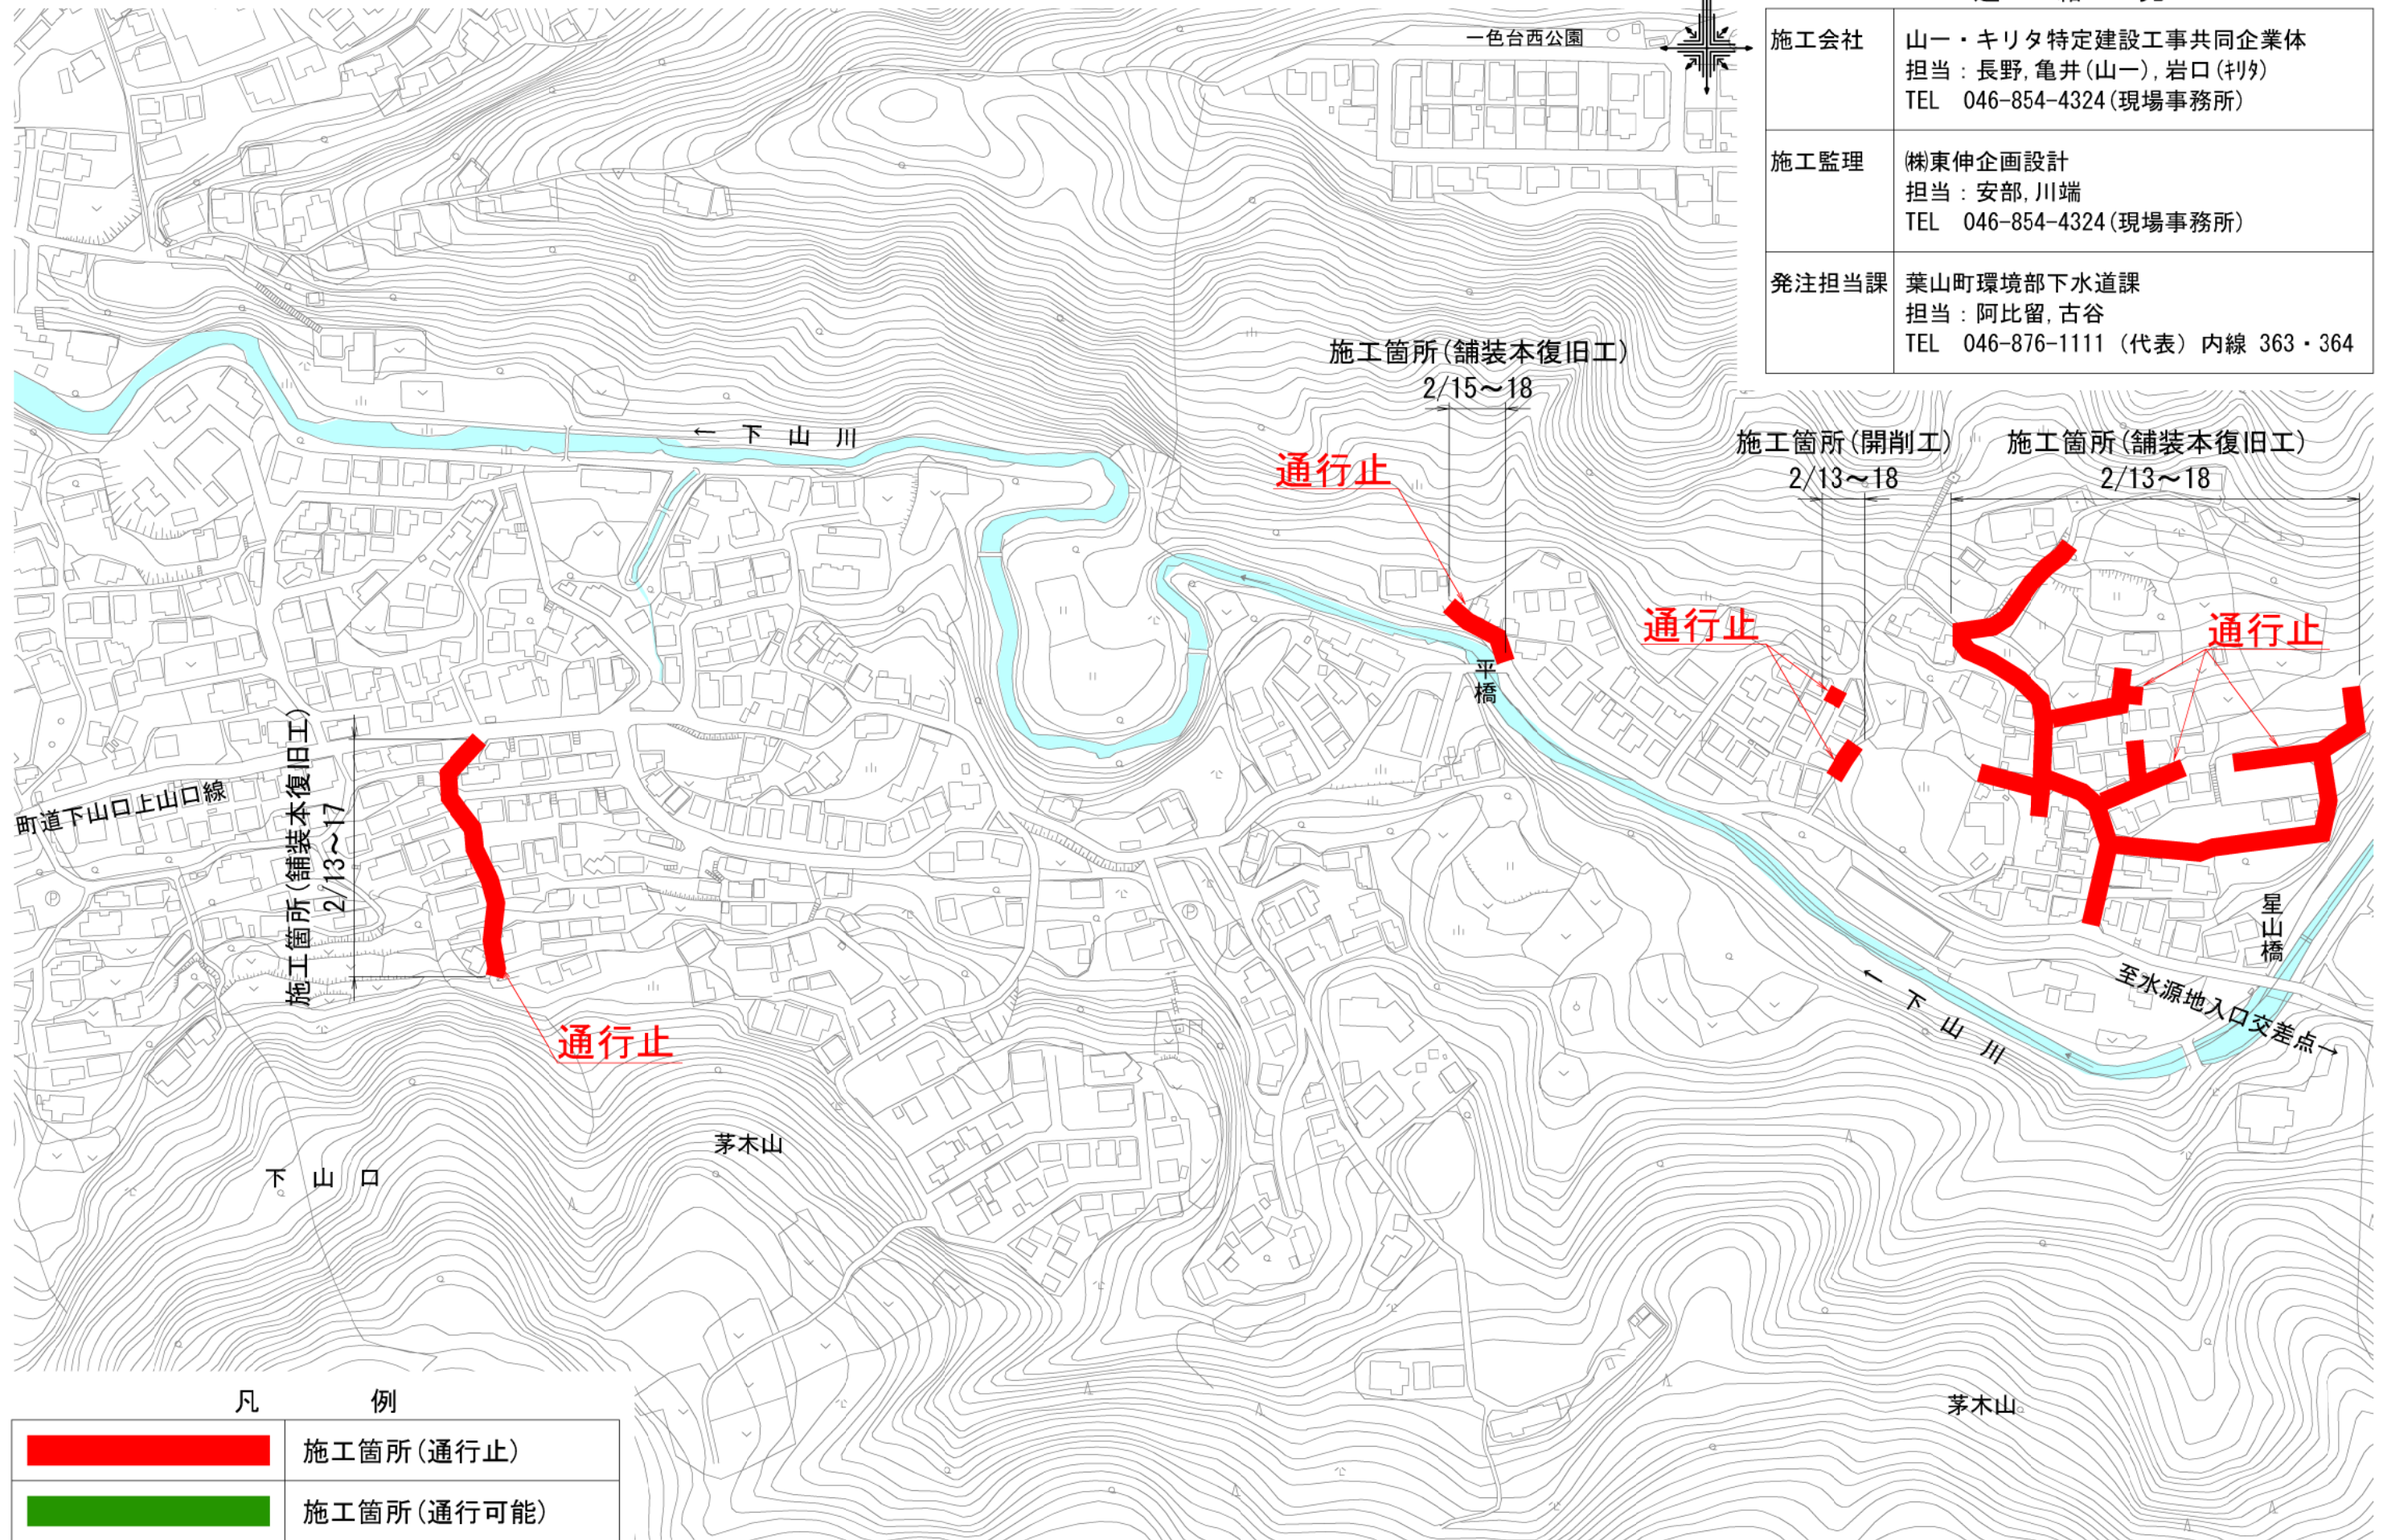 一色台西公園
施工会社
山一・キリタ特定建設工事共同企業体
担当：長野,亀井(山一),岩口(ｷﾘﾀ)
TEL 046-854-4324(現場事務所)
施工監理
㈱東伸企画設計
担当：安部,川端
TEL 046-854-4324(現場事務所)
発注担当課
葉山町環境部下水道課
担当：阿比留,古谷
TEL 046-876-1111（代表）内線 363・364
施工箇所(舗装本復旧工)
2/15～18
通行止
施工箇所(開削工)
2/13～18
施工箇所(舗装本復旧工)
2/13～18
← 下山川
通行止
通行止
平橋
町道下山口上山口線
施工箇所(舗装本復旧工)
2/13～17
通行止
星山橋
至水源地入口交差点→
← 下山川
茅木山
下山口
茅木山
凡例
施工箇所(通行止)
施工箇所(通行可能)